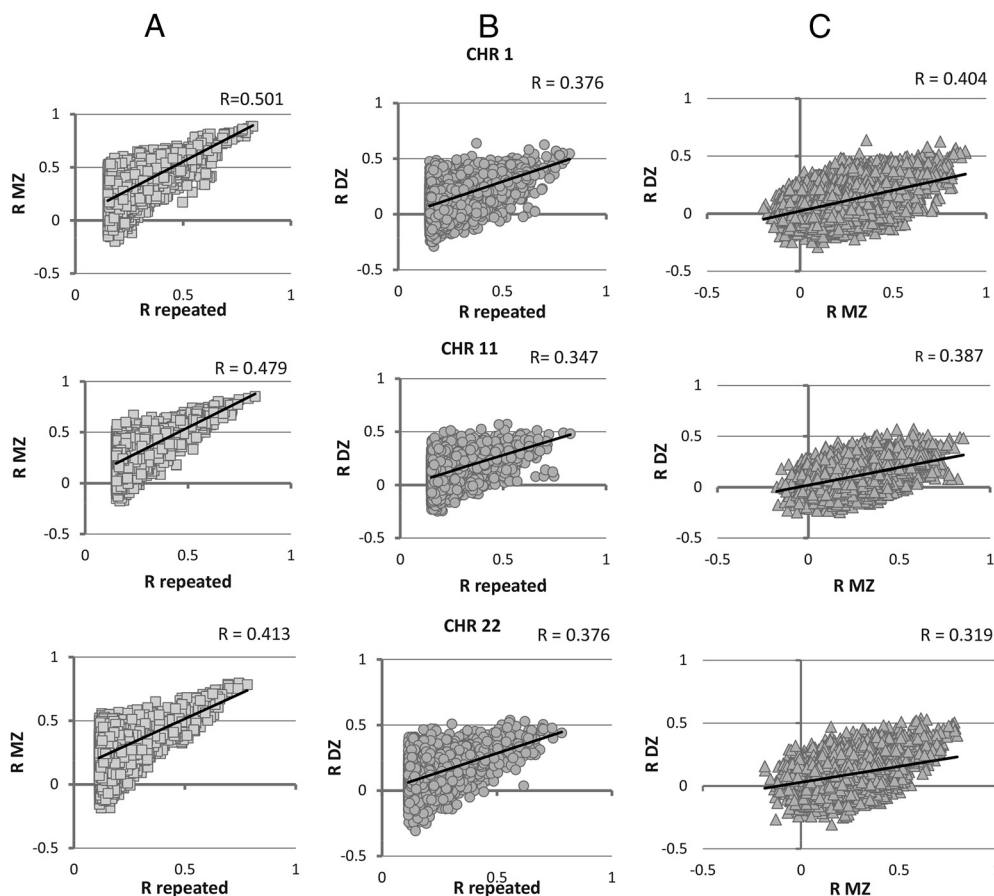 A B C
CHR 1
R=0.501 R = 0.376 R = 0.404
1 1 1
0.5 0.5 0.5
0 0 0
-0.5 -0.5 -0.5
R MZ R DZ R DZ
0 0.5 1 0 0.5 1 -0.5 0 0.5 1
R repeated R repeated R MZ
CHR 11
R = 0.479 R= 0.347 R = 0.387
1 1 1
0.5 0.5 0.5
0 0 0
-0.5 -0.5 -0.5
R MZ R DZ R DZ
0 0.5 1 0 0.5 1 -0.5 0 0.5 1
R repeated R repeated R MZ
CHR 22
R = 0.413 R = 0.376 R = 0.319
1 1 1
0.5 0.5 0.5
0 0 0
-0.5 -0.5 -0.5
R MZ R DZ R DZ
0 0.5 1 0 0.5 1 -0.5 0 0.5 1
R repeated R repeated R MZ